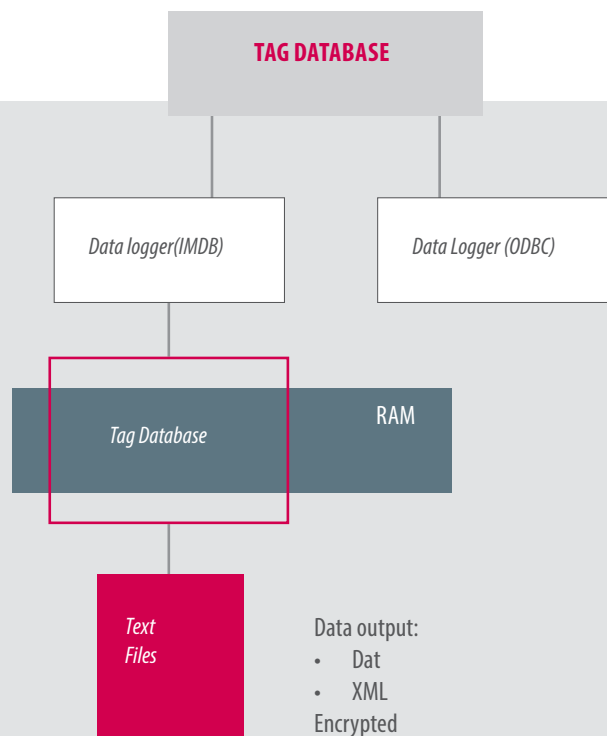 TAG DATABASE
Data logger(IMDB)
Data Logger (ODBC)
RAM
Tag Database
Text
Files
Data output:
• Dat
• XML
Encrypted